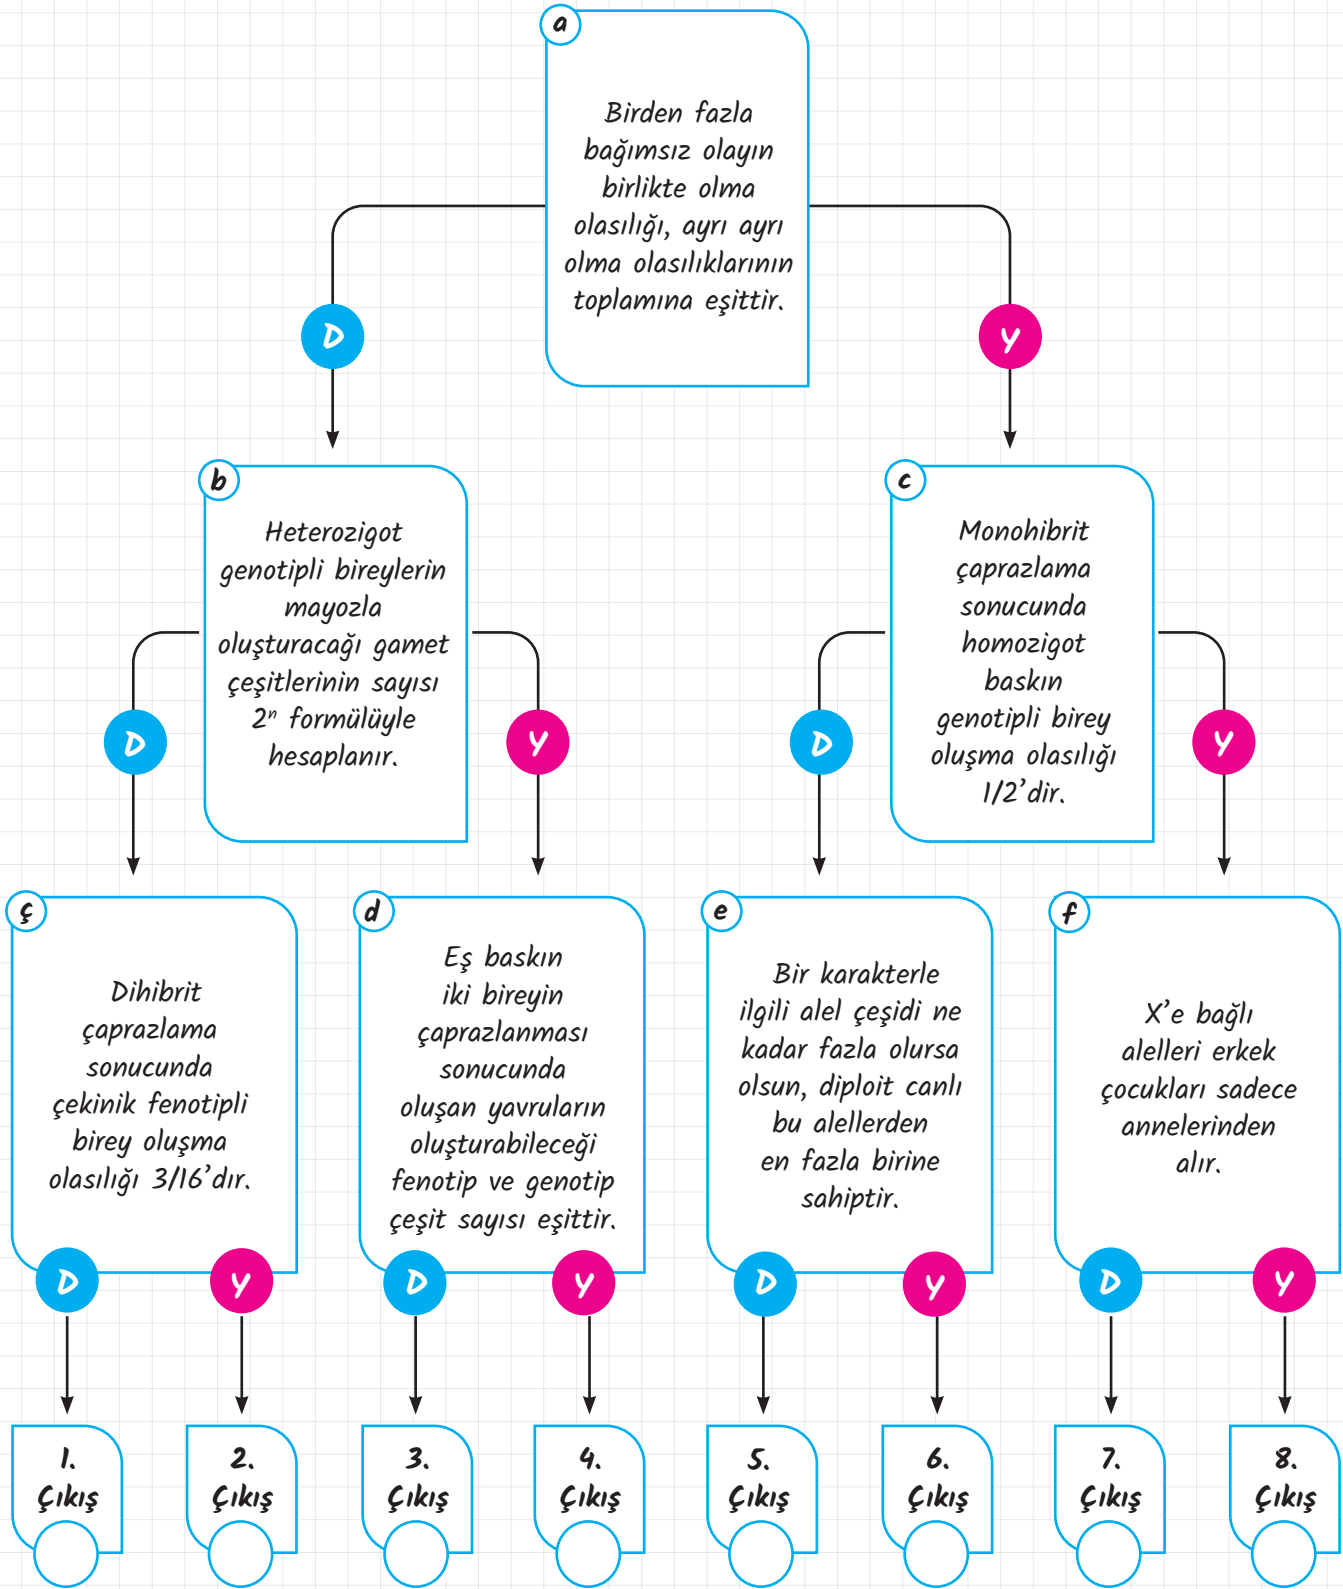 a
Birden fazla
bağımsız olayın
birlikte olma
olasılığı, ayrı ayrı
olma olasılıklarının
toplamına eşittir.
D
Y
b
Heterozigot
genotipli bireylerin
mayozla
oluşturacağı gamet
çeşitlerinin sayısı
2ⁿ formülüyle
hesaplanır.
c
Monohibrit
çaprazlama
sonucunda
homozigot
baskın
genotipli birey
oluşma olasılığı
1/2'dir.
D
Y
D
Y
ç
Dihibrit
çaprazlama
sonucunda
çekinik fenotipli
birey oluşma
olasılığı 3/16'dır.
d
Eş baskın
iki bireyin
çaprazlanması
sonucunda
oluşan yavruların
oluşturabileceği
fenotip ve genotip
çeşit sayısı eşittir.
e
Bir karakterle
ilgili alel çeşidi ne
kadar fazla olursa
olsun, diploit canlı
bu alellerden
en fazla birine
sahiptir.
f
X'e bağlı
alelleri erkek
çocukları sadece
annelerinden
alır.
D
Y
D
Y
D
Y
D
Y
1.
Çıkış
2.
Çıkış
3.
Çıkış
4.
Çıkış
5.
Çıkış
6.
Çıkış
7.
Çıkış
8.
Çıkış